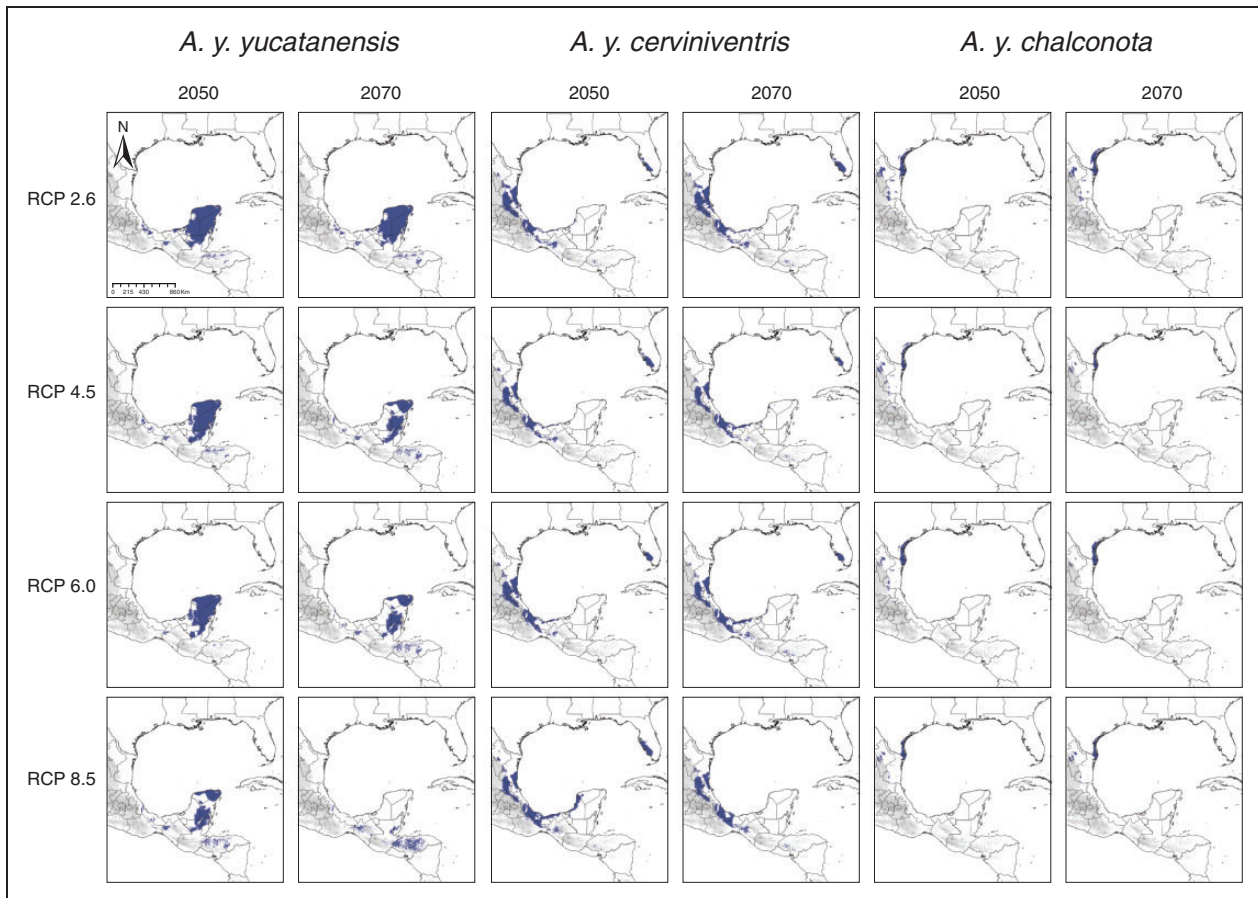 A. y. yucatanensis A. y. cerviniventris A. y. chalconota
2050 2070 2050 2070 2050 2070
N
RCP 2.6
0 215 430 860 Km
RCP 4.5
RCP 6.0
RCP 8.5